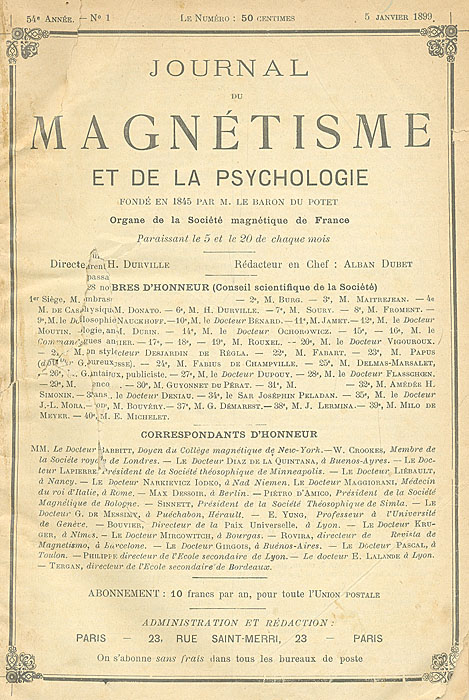 54e ANNÉE. — No 1 LE NUMÉRO : 50 CENTIMES 5 JANVIER 1899
JOURNAL
DU
MAGNÉTISME
ET DE LA PSYCHOLOGIE
FONDÉ EN 1845 PAR M. LE BARON DU POTET
Organe de la Société magnétique de France
Paraissant le 5 et le 20 de chaque mois
H. DURVILLE Rédacteur en Chef : ALBAN DUBET
BRES D'HONNEUR (Conseil scientifique de la Société)
1er Siège, M. — 2e, M. BURG. — 3e, M. MAITREJEAN. — 4e
M. DE M. DONATO. — 6e, M. H. DURVILLE. — 7e, M. SOURY. — 8e, M. FROMENT. —
9e, M. NAUCKHOFF. — 10e, M. le Docteur BÉNARD. — 11e, M. JAMET. — 12e, M. le Docteur
MOUTIN. M. DURIN. — 14e, M. le Docteur OCHOROWICZ. — 15e, — 16e, M. le
17e, — 18e, — 19e, M. ROUXEL. — 20e, M. le Docteur VIGOUROUX.
DESJARDIN DE RÉGLA. — 22e, M. FABART. — 23e, M. PAPUS
24e, M. FABIUS DE CHAMPVILLE. — 25e, M. DELMAS-MARSALET,
— 26e, publiciste. — 27e, M. le Docteur DUPOUY. — 28e, M. le Docteur FLASSCHŒN.
— 29e, M. — 30e, M. GUYONNET DU PÉRAT. — 31e, M. — 32e, M. AMÉDÉE H.
SIMONIN. — le Docteur DENIAU. — 34e, le SAR JOSÉPHIN PELADAN. — 35e, M. le Docteur
J.-L. MORA. M. BOUVÉRY. — 37e, M. G. DÉMAREST. — 38e, M. J. LERMINA. — 39e, M. MILO DE
MEYER. — 40e, M. E. MICHELET.
CORRESPONDANTS D'HONNEUR
MM. Le Docteur BABBITT, Doyen du Collège magnétique de New-York. — W. CROOKES, Membre de
la Société royale de Londres. — Le Docteur DIAZ DE LA QUINTANA, à Buenos-Ayres. — Le Doc-
teur LAPIERRE, Président de la Société théosophique de Minneapolis. — Le Docteur LIÉBAULT,
à Nancy. — Le Docteur NARKIEVICZ IODKO, à Nad Niemen. Le Docteur MAGGIORANI, Médecin
du roi d'Italie, à Rome. — MAX DESSOIR, à Berlin. — PIÉTRO D'AMICO, Président de la Société
Magnétique de Bologne. — SINNETT, Président de la Société Théosophique de Simla. — Le
Docteur G. DE MESSINY, à Puéchabon, Hérault. — E. YUNG, Professeur à l'Université
de Genève. — BOUVIER, Directeur de la Paix Universelle, à Lyon. — Le Docteur KRU-
GER, à Nîmes. — Le Docteur MIRCOWITCH, à Bourgas. — ROVIRA, directeur de Revista de
Magnetismo, à Barcelone. — Le Docteur GIRGOIS, à Buénos-Aires. — Le Docteur PASCAL, à
Toulon. — PHILIPPE directeur de l'Ecole secondaire de Lyon. — Le docteur E. LALANDE à Lyon.
— TERGAN, directeur de l'Ecole secondaire de Bordeaux.
ABONNEMENT : 10 francs par an, pour toute l'UNION POSTALE
ADMINISTRATION ET RÉDACTION :
PARIS — 23, RUE SAINT-MERRI, 23 — PARIS
On s'abonne sans frais dans tous les bureaux de poste